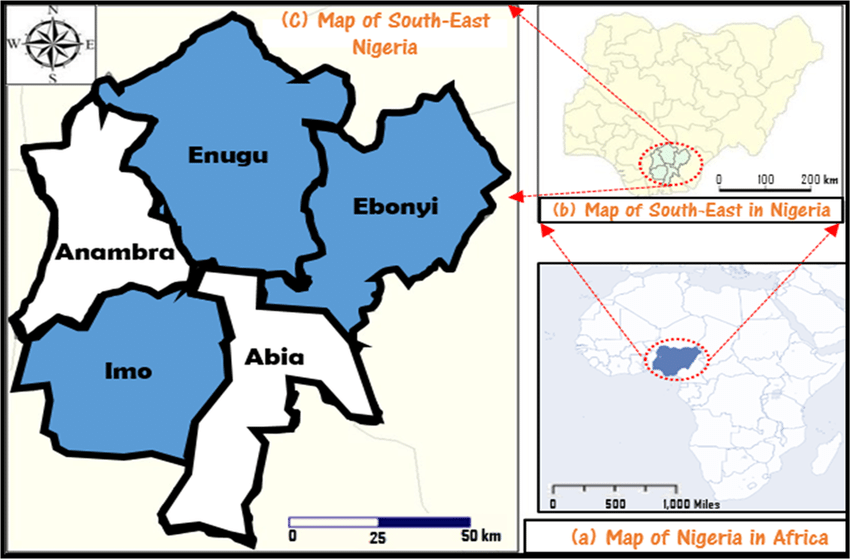 N
W E
S
(C) Map of South-East
Nigeria
Enugu
Ebonyi
Anambra
Imo
Abia
0 25 50 km
0 100 200 km
(b) Map of South-East in Nigeria
0 500 1,000 Miles
(a) Map of Nigeria in Africa